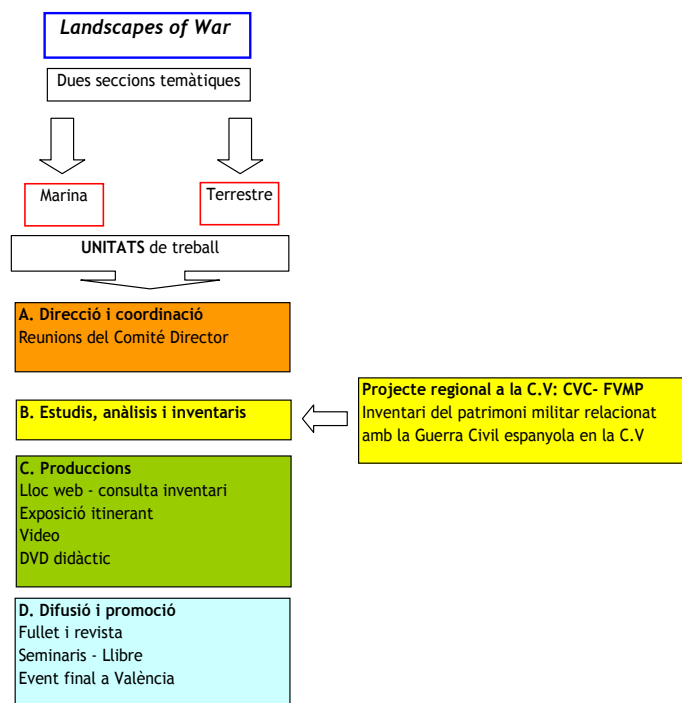 Landscapes of War
Dues seccions temàtiques
Marina
Terrestre
UNITATS de treball
A. Direcció i coordinació
Reunions del Comité Director
B. Estudis, anàlisis i inventaris
Projecte regional a la C.V: CVC- FVMP
Inventari del patrimoni militar relacionat
amb la Guerra Civil espanyola en la C.V
C. Produccions
Lloc web - consulta inventari
Exposició itinerant
Video
DVD didàctic
D. Difusió i promoció
Fullet i revista
Seminaris - Llibre
Event final a València